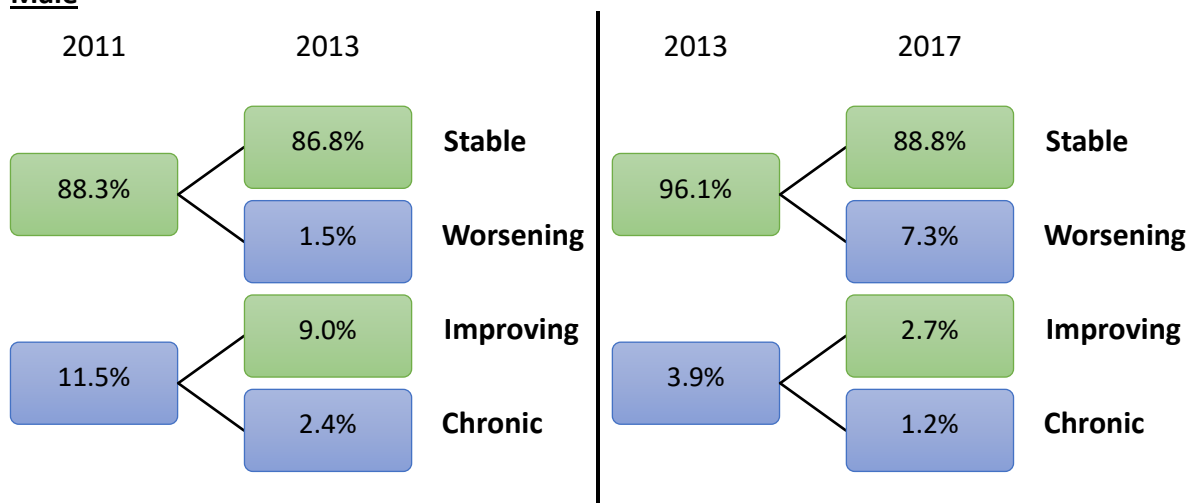 Male
2011 2013
86.8% Stable
88.3%
1.5% Worsening
9.0% Improving
11.5%
2.4% Chronic
2013 2017
88.8% Stable
96.1%
7.3% Worsening
2.7% Improving
3.9%
1.2% Chronic